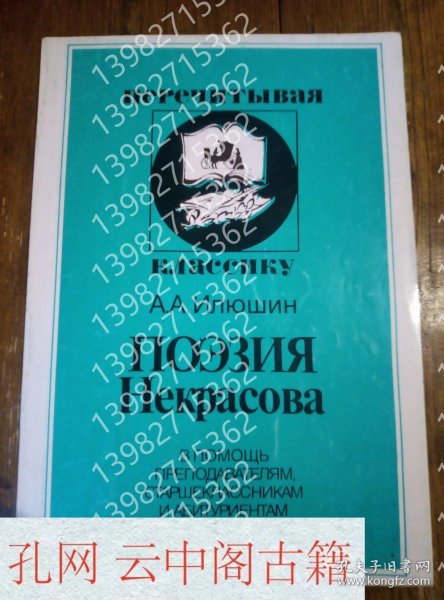 перечитывая
классику
А.А. Илюшин
ПОЭЗИЯ
Некрасова
В ПОМОЩЬ
ПРЕПОДАВАТЕЛЯМ,
СТАРШЕКЛАССНИКАМ
И АБИТУРИЕНТАМ
13982715362
孔网 云中阁古籍
孔夫子旧书网
www.kongfz.com